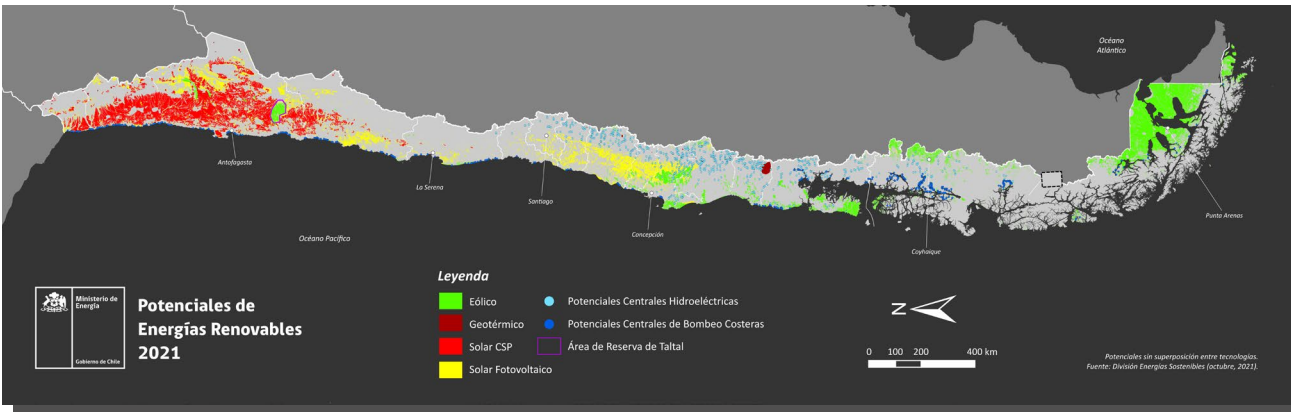 Océano
Atlántico
Antofagasta
La Serena
Santiago
Concepción
Coyhaique
Punta Arenas
Océano Pacífico
Ministerio de
Energía
Gobierno de Chile
Potenciales de
Energías Renovables
2021
Leyenda
Eólico
Geotérmico
Solar CSP
Solar Fotovoltaico
Potenciales Centrales Hidroeléctricas
Potenciales Centrales de Bombeo Costeras
Área de Reserva de Taltal
N
0 100 200 400 km
Potenciales sin superposición entre tecnologías.
Fuente: División Energías Sostenibles (octubre, 2021).